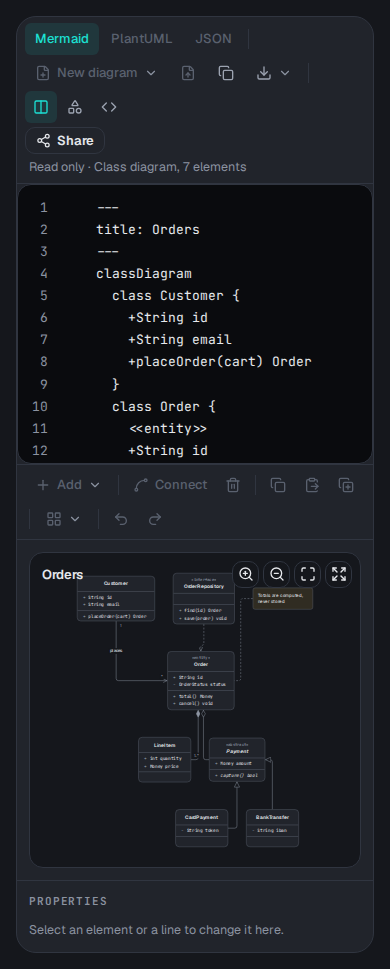 Mermaid PlantUML JSON
New diagram
Share
Read only · Class diagram, 7 elements
1 ---
2 title: Orders
3 ---
4 classDiagram
5 class Customer {
6 +String id
7 +String email
8 +placeOrder(cart) Order
9 }
10 class Order {
11 <<entity>>
12 +String id
Add Connect
Orders
Customer
+ String id
+ String email
+ placeOrder(cart) Order
OrderRepository
+ find(id) Order
+ save(order) void
Totals are computed,
never stored
places
Order
+ String id
- OrderStatus status
+ total() Money
+ cancel() void
LineItem
+ Int quantity
+ Money price
Payment
+ Money amount
+ capture() bool
CardPayment
- String token
BankTransfer
- String iban
PROPERTIES
Select an element or a line to change it here.